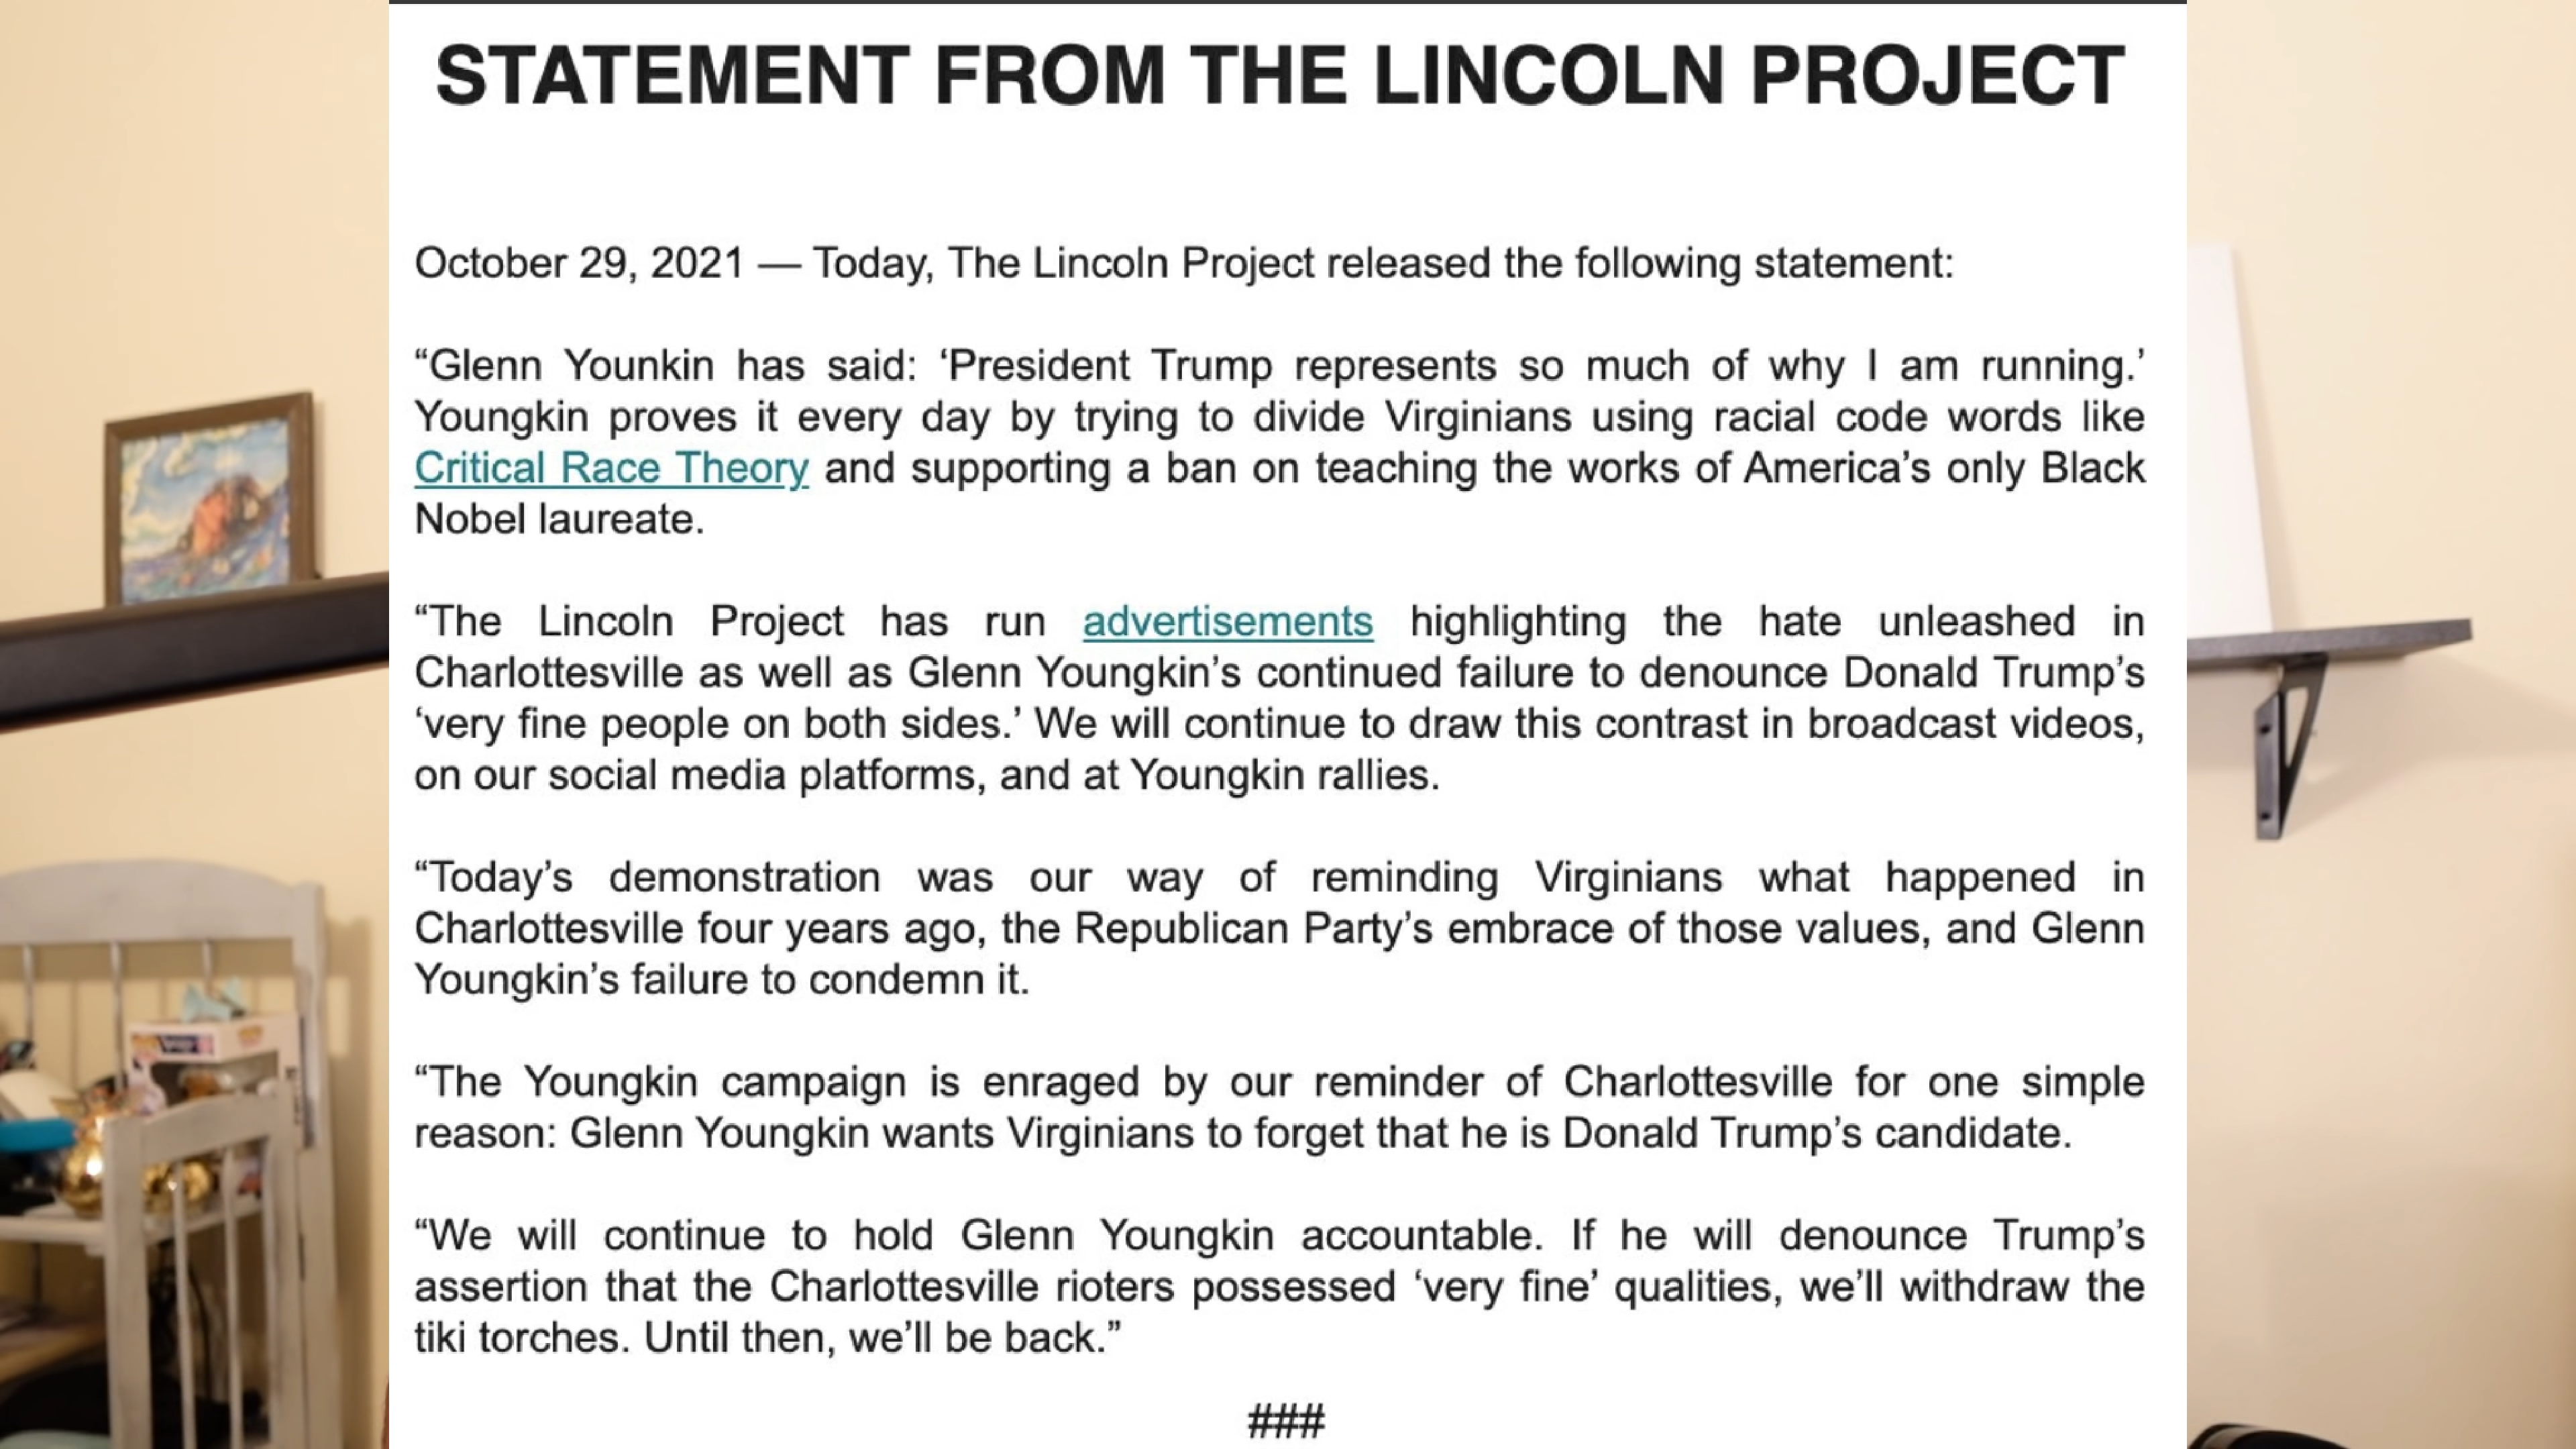 STATEMENT FROM THE LINCOLN PROJECT
October 29, 2021 — Today, The Lincoln Project released the following statement:
“Glenn Younkin has said: ‘President Trump represents so much of why I am running.’
Youngkin proves it every day by trying to divide Virginians using racial code words like
Critical Race Theory and supporting a ban on teaching the works of America’s only Black
Nobel laureate.
“The Lincoln Project has run advertisements highlighting the hate unleashed in
Charlottesville as well as Glenn Youngkin’s continued failure to denounce Donald Trump’s
‘very fine people on both sides.’ We will continue to draw this contrast in broadcast videos,
on our social media platforms, and at Youngkin rallies.
“Today’s demonstration was our way of reminding Virginians what happened in
Charlottesville four years ago, the Republican Party’s embrace of those values, and Glenn
Youngkin’s failure to condemn it.
“The Youngkin campaign is enraged by our reminder of Charlottesville for one simple
reason: Glenn Youngkin wants Virginians to forget that he is Donald Trump’s candidate.
“We will continue to hold Glenn Youngkin accountable. If he will denounce Trump’s
assertion that the Charlottesville rioters possessed ‘very fine’ qualities, we’ll withdraw the
tiki torches. Until then, we’ll be back.”
###